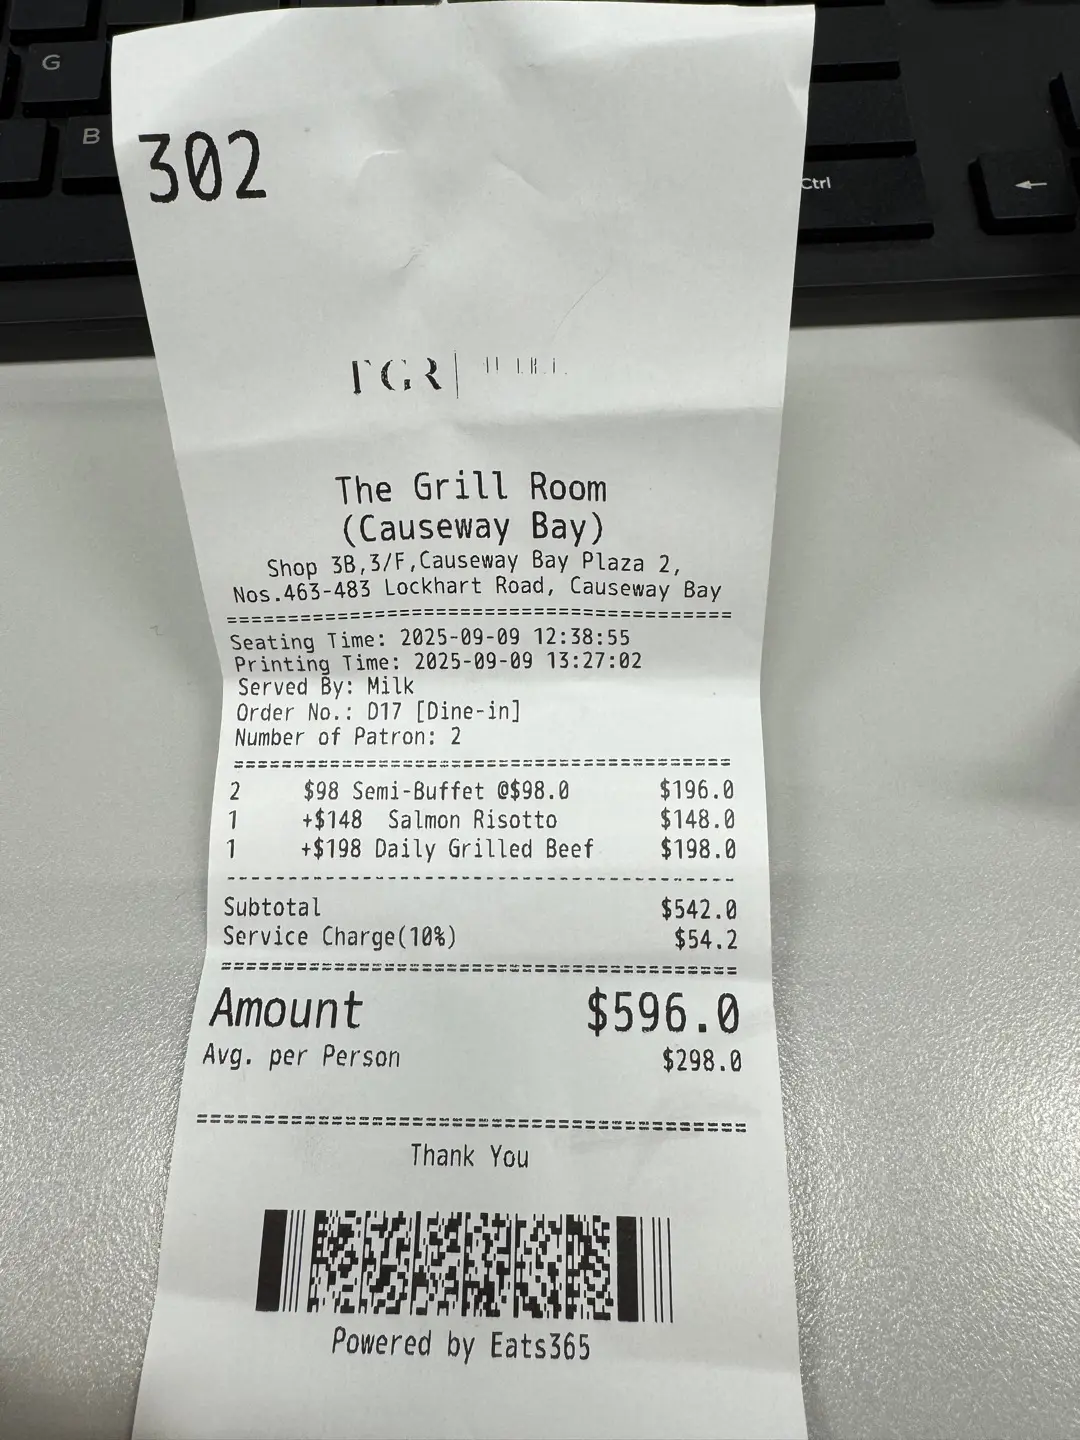 G
B
Ctrl
←
302
The Grill Room
(Causeway Bay)
Shop 3B,3/F,Causeway Bay Plaza 2,
Nos.463-483 Lockhart Road, Causeway Bay
Seating Time: 2025-09-09 12:38:55
Printing Time: 2025-09-09 13:27:02
Served By: Milk
Order No.: D17 [Dine-in]
Number of Patron: 2
2 $98 Semi-Buffet @$98.0 $196.0
1 +$148 Salmon Risotto $148.0
1 +$198 Daily Grilled Beef $198.0
Subtotal $542.0
Service Charge(10%) $54.2
Amount $596.0
Avg. per Person $298.0
Thank You
Powered by Eats365